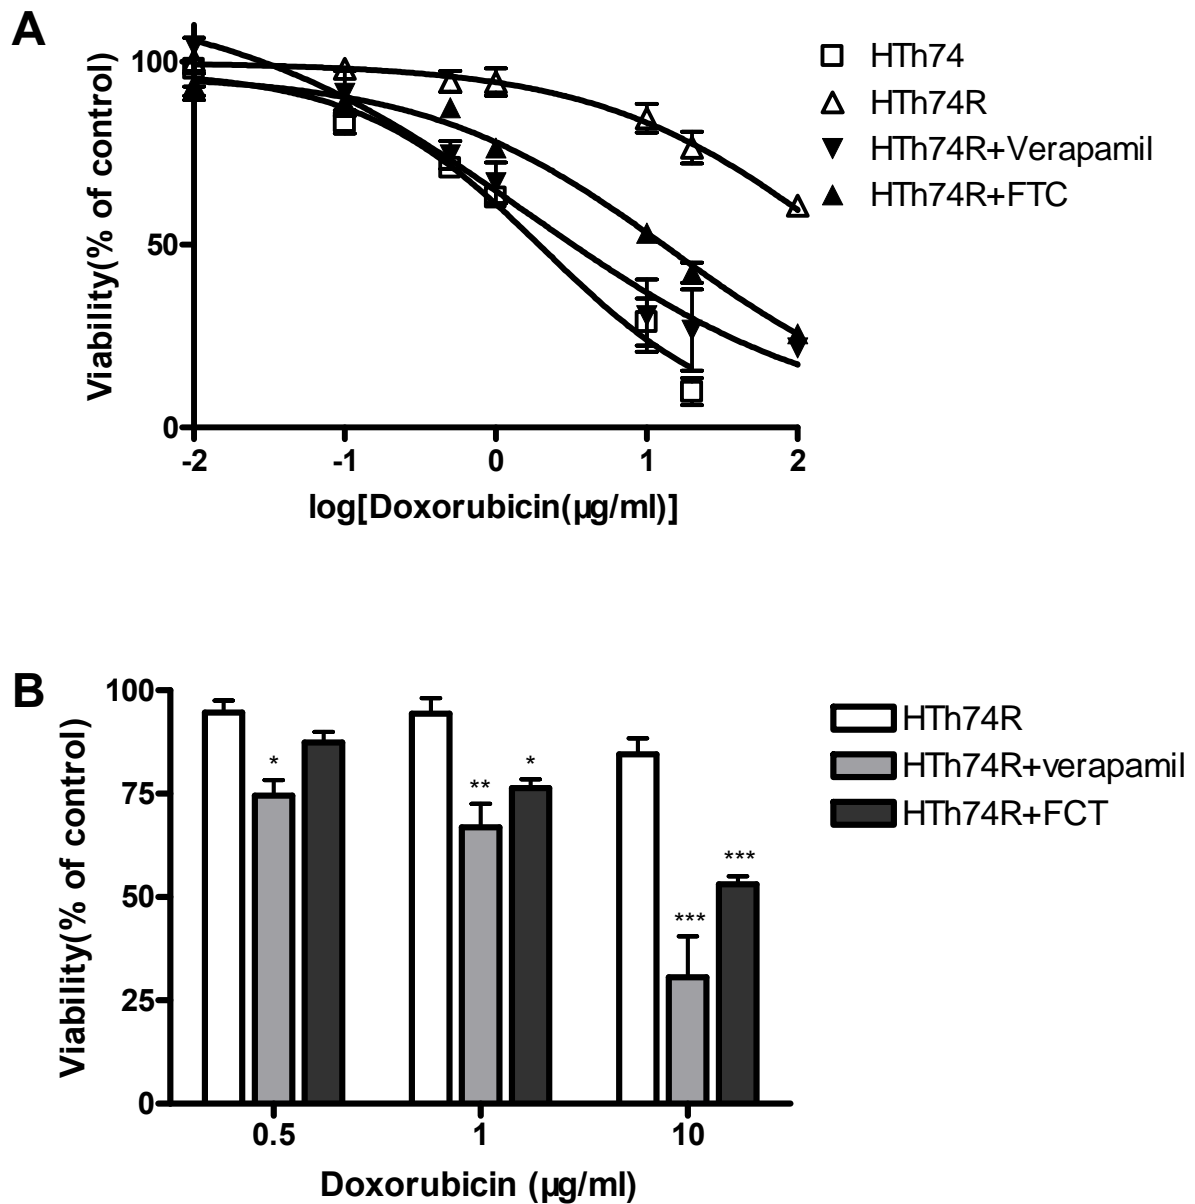 A
Viability(% of control)
100
50
0
-2 -1 0 1 2
log[Doxorubicin(µg/ml)]
HTh74
HTh74R
HTh74R+Verapamil
HTh74R+FTC
B
Viability(% of control)
100
75
50
25
0
* ** * *** ***
0.5 1 10
Doxorubicin (µg/ml)
HTh74R
HTh74R+verapamil
HTh74R+FCT